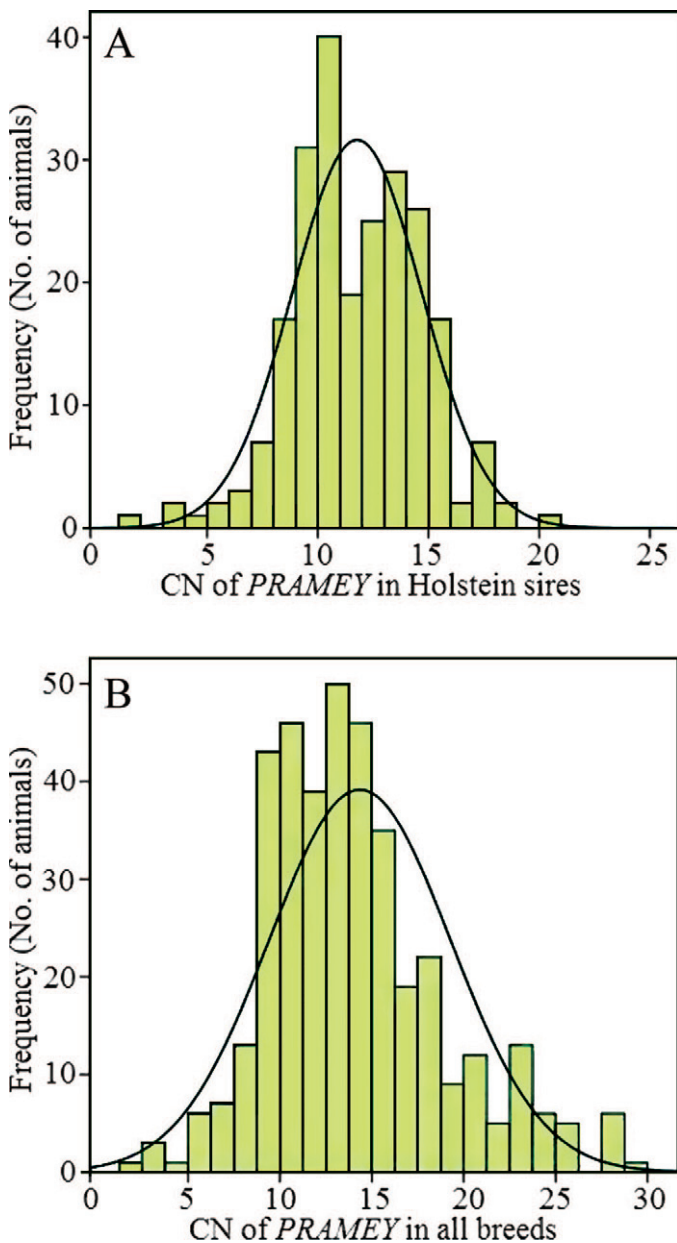 A
Frequency (No. of animals)
40
30
20
10
0
0 5 10 15 20 25
CN of PRAMEY in Holstein sires
B
Frequency (No. of animals)
50
40
30
20
10
0
0 5 10 15 20 25 30
CN of PRAMEY in all breeds